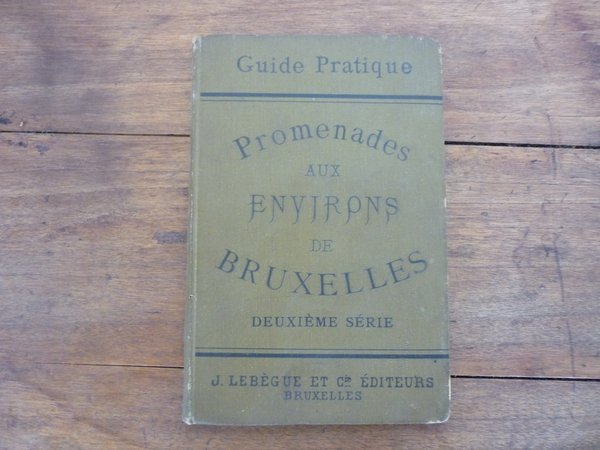 Guide Pratique
Promenades
AUX
ENVIRONS
DE
BRUXELLES
DEUXIÈME SÉRIE
J. LEBÈGUE ET Cie ÉDITEURS
BRUXELLES